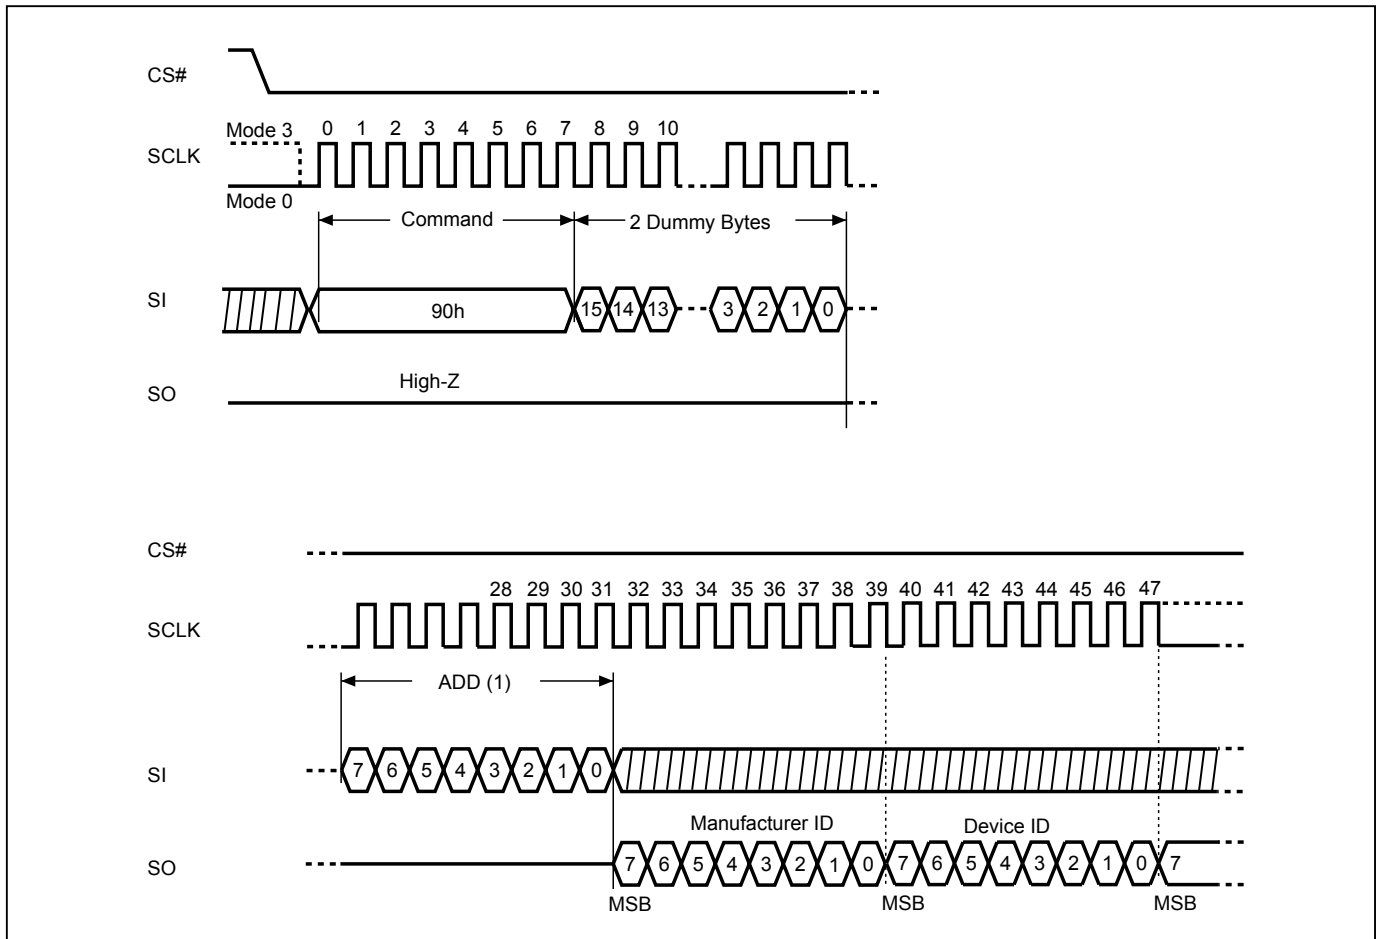 CS#
Mode 3 0 1 2 3 4 5 6 7 8 9 10
SCLK
Mode 0
Command 2 Dummy Bytes
SI 90h 15 14 13 3 2 1 0
High-Z
SO
CS#
28 29 30 31 32 33 34 35 36 37 38 39 40 41 42 43 44 45 46 47
SCLK
ADD (1)
SI 7 6 5 4 3 2 1 0
Manufacturer ID Device ID
SO 7 6 5 4 3 2 1 0 7 6 5 4 3 2 1 0 7
MSB MSB MSB